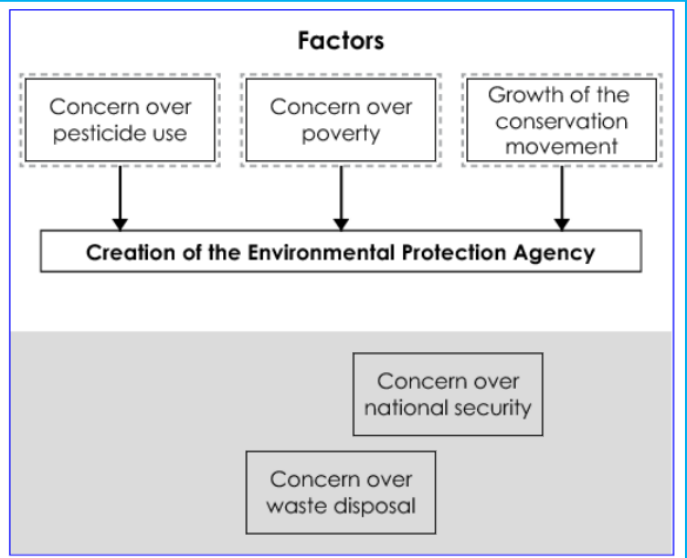 Factors
Concern over
pesticide use
Concern over
poverty
Growth of the
conservation
movement
Creation of the Environmental Protection Agency
Concern over
national security
Concern over
waste disposal